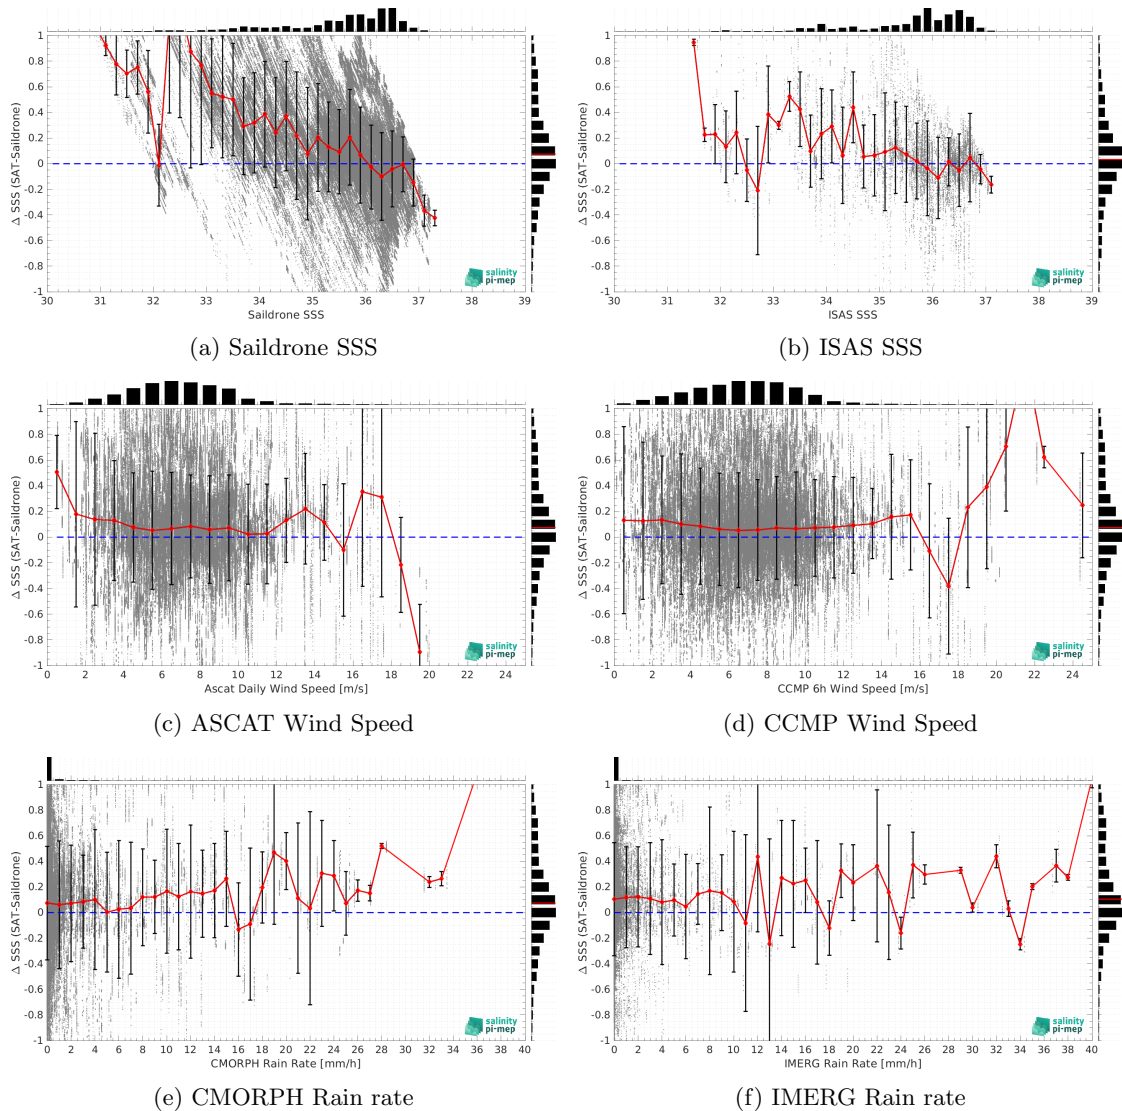 1
0.8
0.6
0.4
0.2
0
-0.2
-0.4
-0.6
-0.8
-1
Δ SSS (SAT-Saildrone)
30 31 32 33 34 35 36 37 38 39
Saildrone SSS
salinity
pi-mep
(a) Saildrone SSS
1
0.8
0.6
0.4
0.2
0
-0.2
-0.4
-0.6
-0.8
-1
Δ SSS (SAT-Saildrone)
30 31 32 33 34 35 36 37 38 39
ISAS SSS
salinity
pi-mep
(b) ISAS SSS
1
0.8
0.6
0.4
0.2
0
-0.2
-0.4
-0.6
-0.8
-1
Δ SSS (SAT-Saildrone)
0 2 4 6 8 10 12 14 16 18 20 22 24
Ascat Daily Wind Speed [m/s]
salinity
pi-mep
(c) ASCAT Wind Speed
1
0.8
0.6
0.4
0.2
0
-0.2
-0.4
-0.6
-0.8
-1
Δ SSS (SAT-Saildrone)
0 2 4 6 8 10 12 14 16 18 20 22 24
CCMP 6h Wind Speed [m/s]
salinity
pi-mep
(d) CCMP Wind Speed
1
0.8
0.6
0.4
0.2
0
-0.2
-0.4
-0.6
-0.8
-1
Δ SSS (SAT-Saildrone)
0 2 4 6 8 10 12 14 16 18 20 22 24 26 28 30 32 34 36 38 40
CMORPH Rain Rate [mm/h]
salinity
pi-mep
(e) CMORPH Rain rate
1
0.8
0.6
0.4
0.2
0
-0.2
-0.4
-0.6
-0.8
-1
Δ SSS (SAT-Saildrone)
0 2 4 6 8 10 12 14 16 18 20 22 24 26 28 30 32 34 36 38 40
IMERG Rain Rate [mm/h]
salinity
pi-mep
(f) IMERG Rain rate